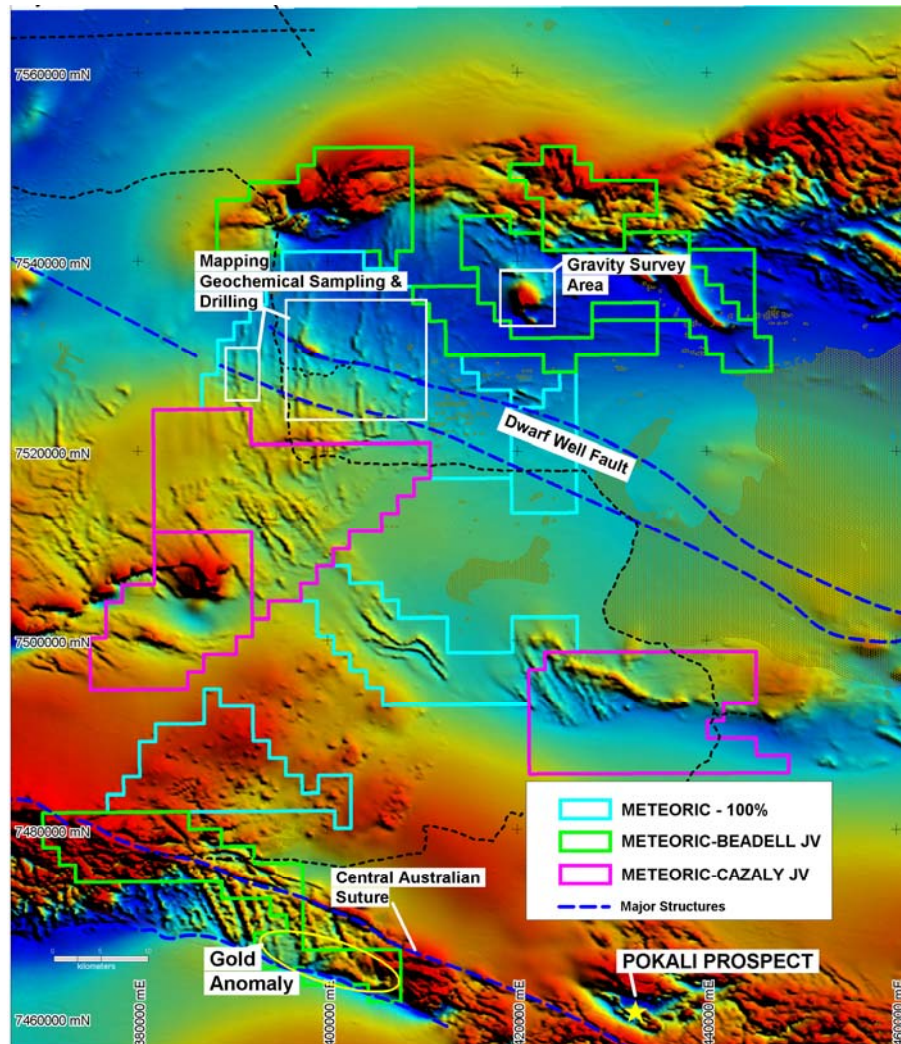 7560000 mN
7540000 mN
Mapping
Geochemical Sampling &
Drilling
Gravity Survey
Area
7520000 mN
Dwarf Well Fault
7500000 mN
METEORIC - 100%
METEORIC-BEADELL JV
METEORIC-CAZALY JV
Major Structures
7480000 mN
Central Australian
Suture
kilometers
Gold
Anomaly
POKALI PROSPECT
7460000 mN
380000 mE
400000 mE
420000 mE
440000 mE
460000 mE